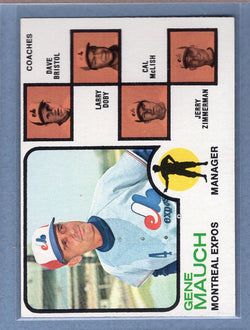 COACHES
DAVE BRISTOL
LARRY DOBY
CAL McLISH
JERRY ZIMMERMAN
GENE MAUCH
MONTREAL EXPOS
MANAGER